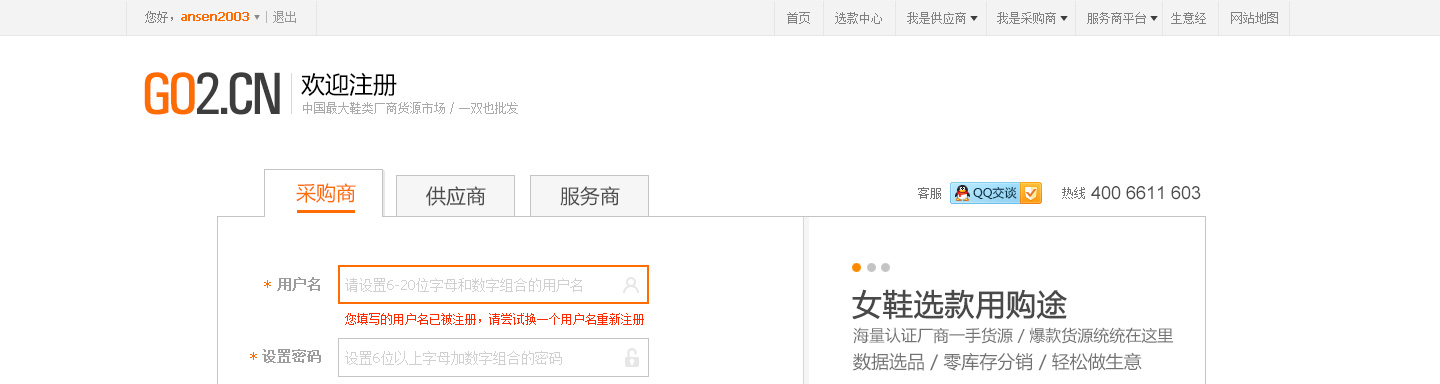 您好，ansen2003 | 退出
首页 选款中心 我是供应商 我是采购商 服务商平台 生意经 网站地图
GO2.CN 欢迎注册
中国最大鞋类厂商货源市场 / 一双也批发
采购商 供应商 服务商
客服 QQ交谈 热线 400 6611 603
* 用户名 请设置6-20位字母和数字组合的用户名
您填写的用户名已被注册，请尝试换一个用户名重新注册
* 设置密码 设置6位以上字母加数字组合的密码
女鞋选款用购途
海量认证厂商一手货源 / 爆款货源统统在这里
数据选品 / 零库存分销 / 轻松做生意